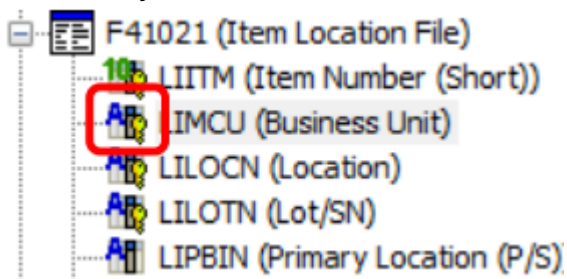 F41021 (Item Location File)
10 LIITM (Item Number (Short))
A LIMCU (Business Unit)
A LILOCN (Location)
A LILOTN (Lot/SN)
A LIPBIN (Primary Location (P/S)